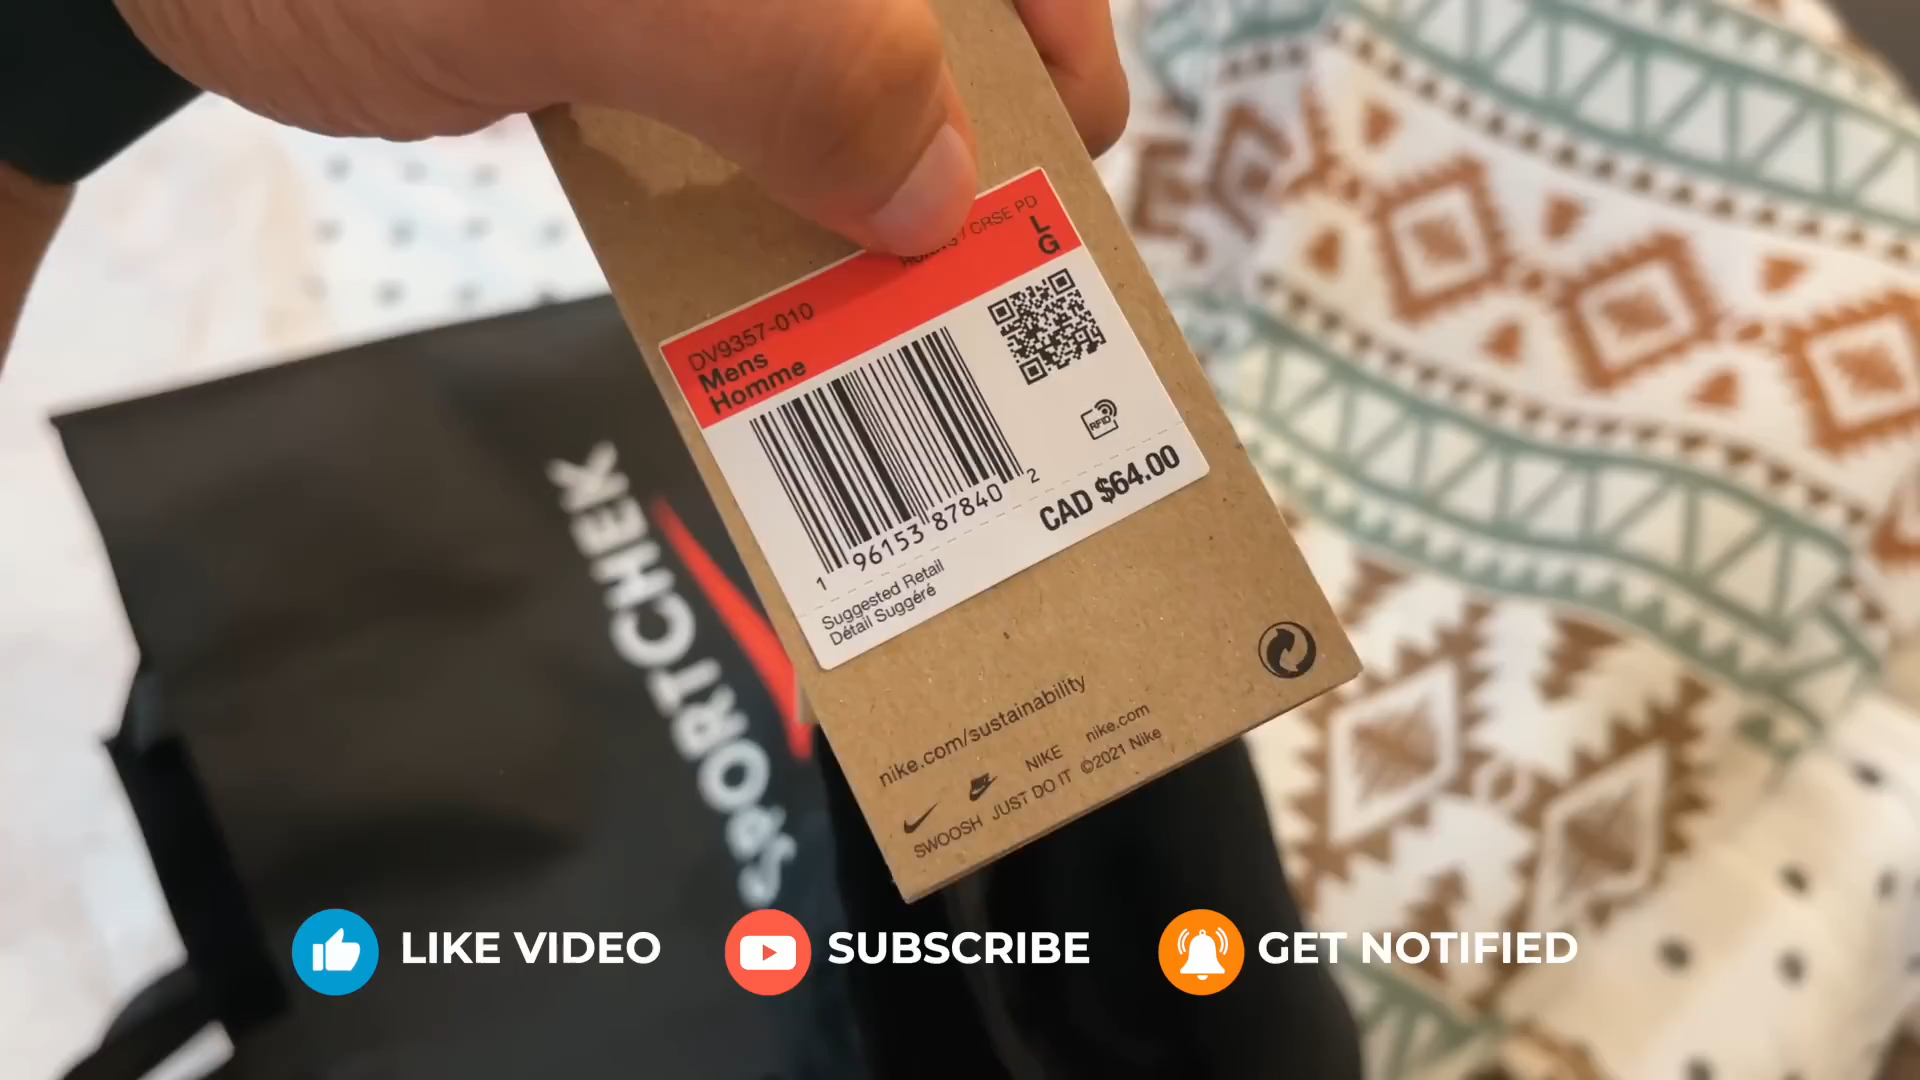 CRSE PD
L
G
DV9357-010
Mens
Homme
RFID
1 96153 87840 2
CAD $64.00
Suggested Retail
Détail Suggéré
nike.com/sustainability
NIKE nike.com
SWOOSH JUST DO IT ©2021 Nike
SPORTCHEK
LIKE VIDEO
SUBSCRIBE
GET NOTIFIED